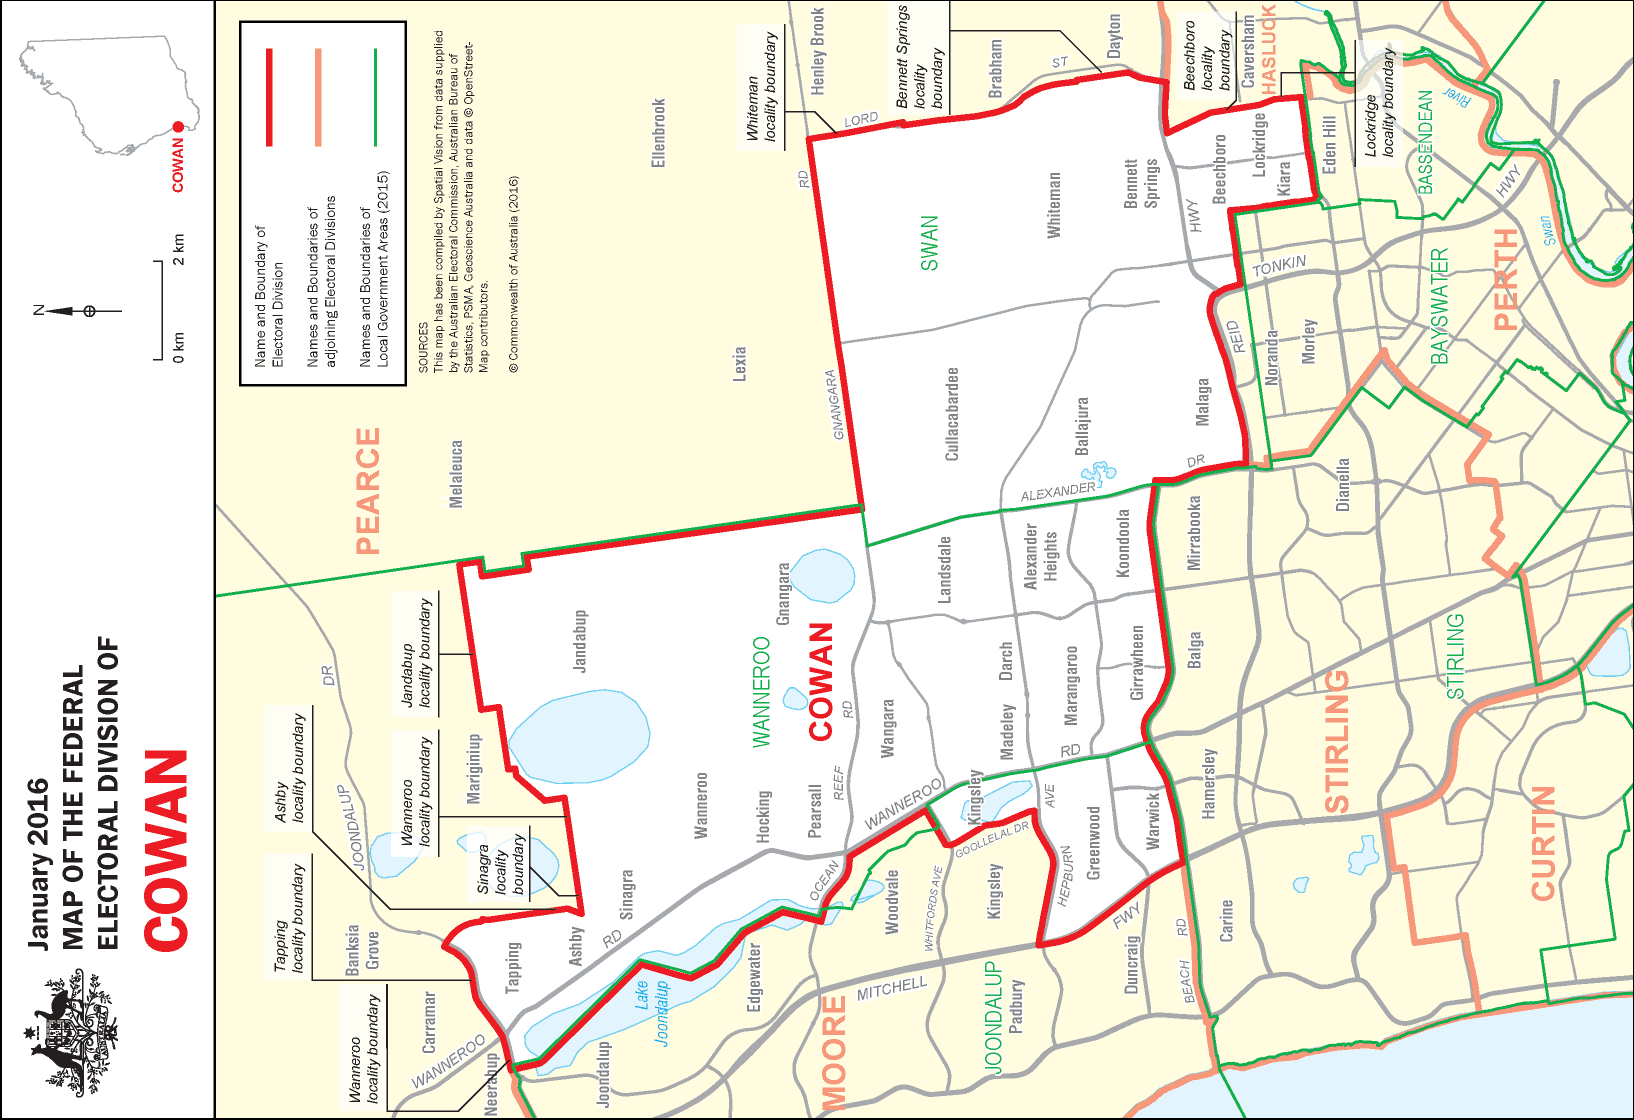 January 2016
MAP OF THE FEDERAL
ELECTORAL DIVISION OF
COWAN
N
0 km
2 km
COWAN
Name and Boundary of
Electoral Division
Names and Boundaries of
adjoining Electoral Divisions
Names and Boundaries of
Local Government Areas (2015)
SOURCES
This map has been compiled by Spatial Vision from data supplied
by the Australian Electoral Commission, Australian Bureau of
Statistics, PSMA, Geoscience Australia and data © OpenStreet-
Map contributors.
© Commonwealth of Australia (2016)
PEARCE
Melaleuca
Lexia
Ellenbrook
Henley Brook
Brabham
Dayton
Caversham
HASLUCK
Whiteman
locality boundary
Bennett Springs
locality
boundary
Beechboro
locality
boundary
Lockridge
locality boundary
Tapping
locality boundary
Ashby
locality boundary
Wanneroo
locality boundary
Jandabup
locality boundary
Sinagra
locality
boundary
Wanneroo
locality boundary
JOONDALUP
DR
Banksia
Grove
Carramar
Neerabup
WANNEROO
RD
Mariginiup
Jandabup
Tapping
Ashby
Sinagra
Wanneroo
Hocking
Pearsall
WANNEROO
COWAN
Gnangara
GNANGARA
RD
LORD
ST
SWAN
Whiteman
Bennett
Springs
Beechboro
Lockridge
Kiara
Eden Hill
BASSENDEAN
River
Swan
HWY
HWY
TONKIN
REID
Cullacabardee
Ballajura
Malaga
Noranda
Morley
BAYSWATER
PERTH
ALEXANDER
DR
Landsdale
Alexander
Heights
Koondoola
Mirrabooka
Dianella
Darch
Wangara
Madeley
Marangaroo
Girrawheen
Balga
STIRLING
STIRLING
OCEAN
REEF
RD
WANNEROO
RD
Kingsley
GOOLLELAL DR
HEPBURN
AVE
WHITFORDS AVE
Woodvale
Kingsley
Greenwood
Warwick
Hamersley
Carine
CURTIN
Lake
Joondalup
Edgewater
Joondalup
MOORE
MITCHELL
FWY
JOONDALUP
Padbury
Duncraig
BEACH
RD